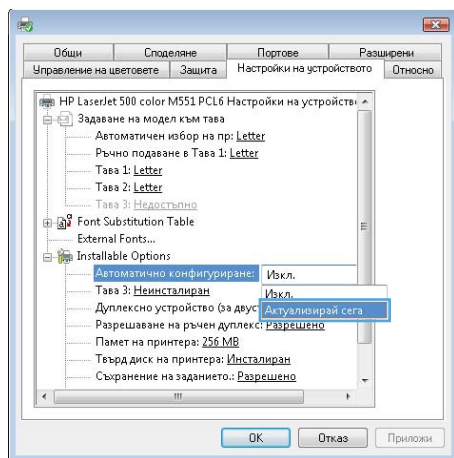 Общи Споделяне Портове Разширени
Управление на цветовете Защита Настройки на устройството Относно
HP LaserJet 500 color M551 PCL6 Настройки на устройств
Задаване на модел към тава
Автоматичен избор на пр: Letter
Ръчно подаване в Тава 1: Letter
Тава 1: Letter
Тава 2: Letter
Тава 3: Недостъпно
Font Substitution Table
External Fonts...
Installable Options
Автоматично конфигуриране: Изкл.
Тава 3: Неинсталиран Изкл.
Дуплексно устройство (за двуст Актуализирай сега
Разрешаване на ръчен дуплекс: Разрешено
Памет на принтера: 256 MB
Твърд диск на принтера: Инсталиран
Съхранение на заданието.: Разрешено
OK Отказ Приложи